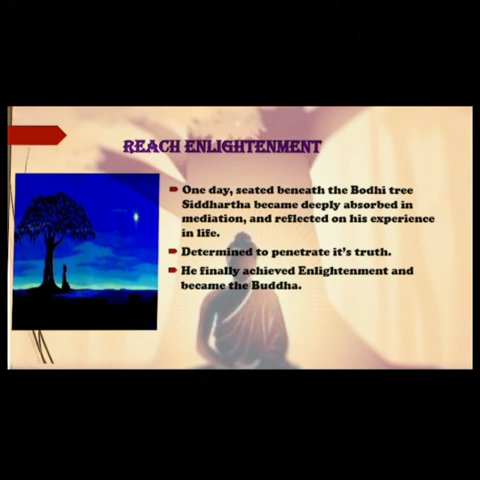 REACH ENLIGHTENMENT
One day, seated beneath the Bodhi tree
Siddhartha became deeply absorbed in
mediation, and reflected on his experience
in life.
Determined to penetrate it's truth.
He finally achieved Enlightenment and
became the Buddha.